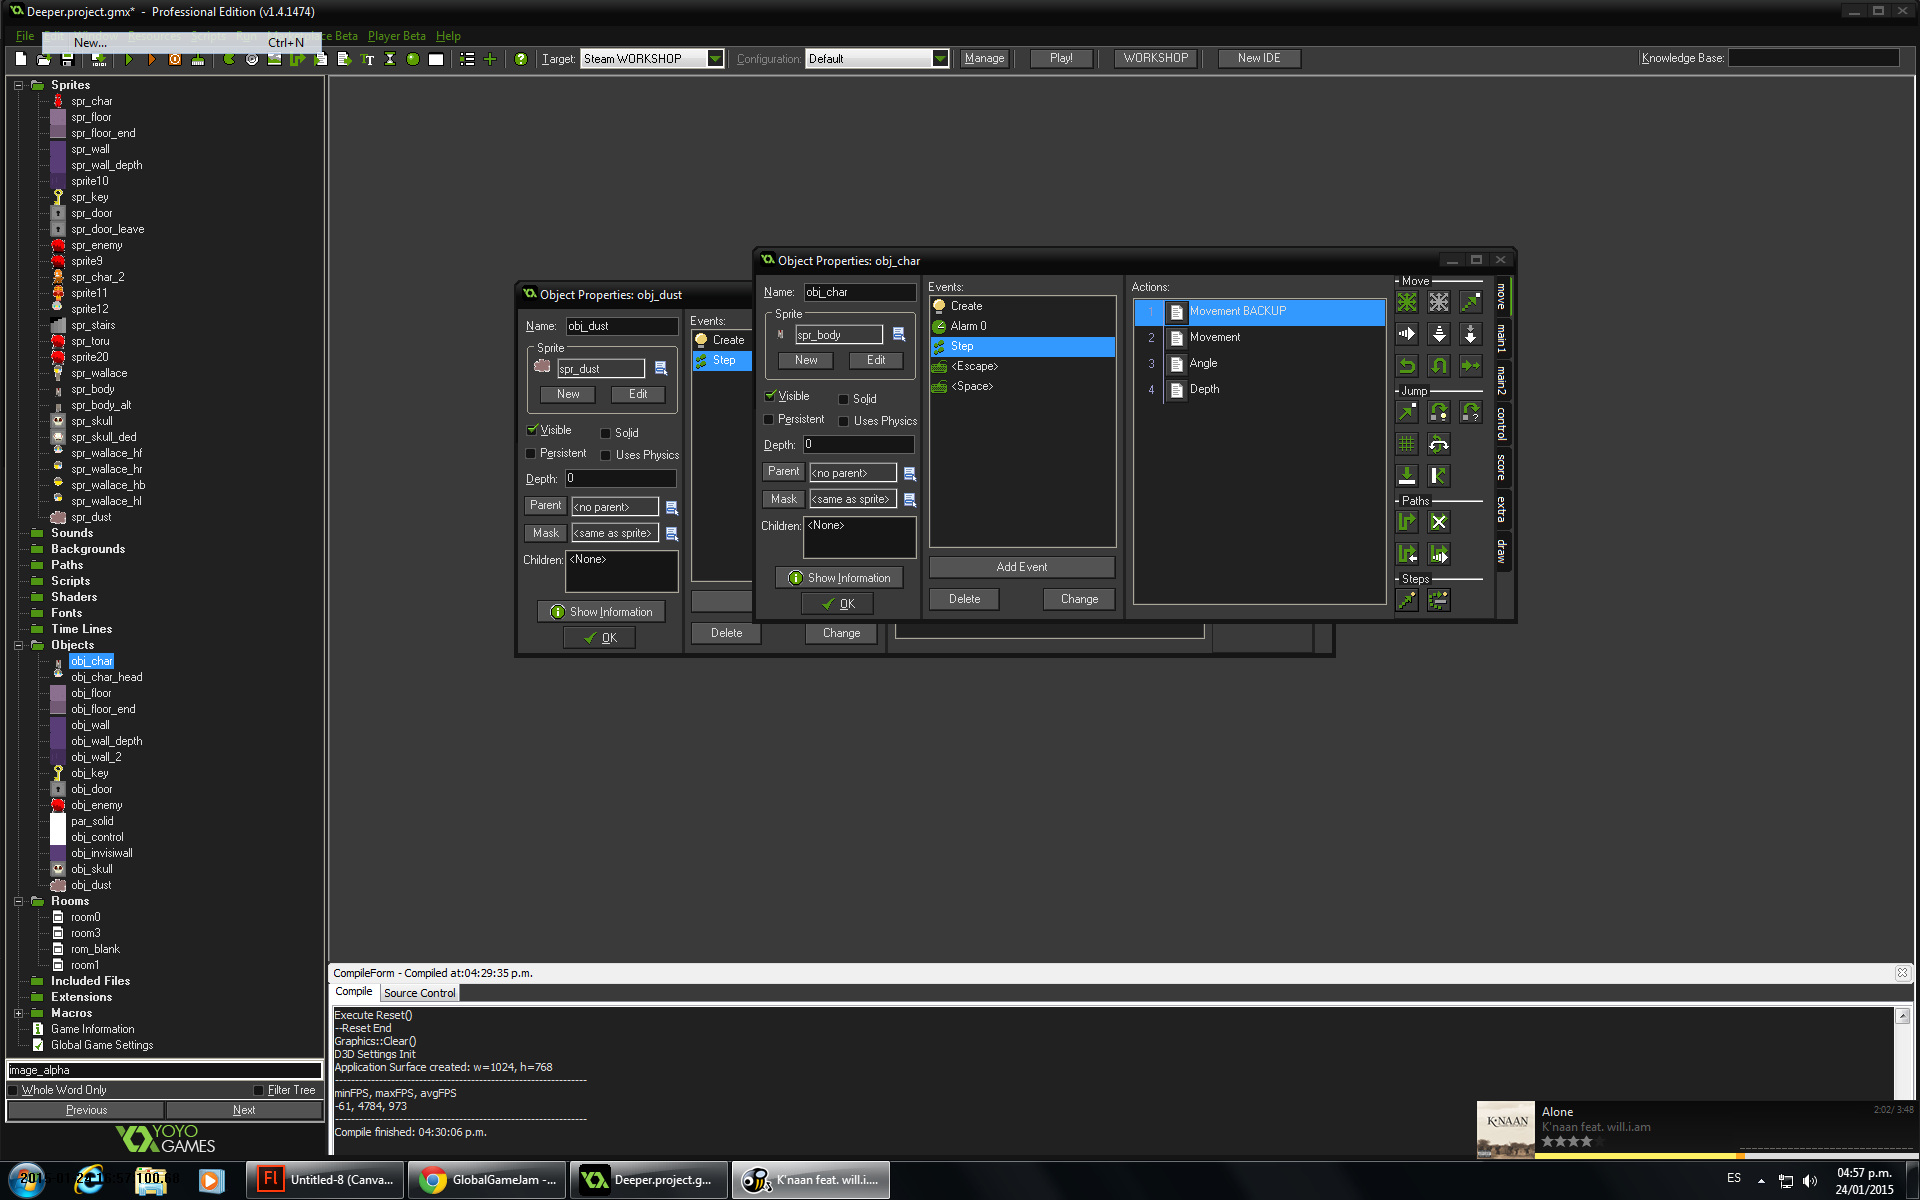 Deeper.project.gmx* - Professional Edition (v1.4.1474)
File
Beta Player Beta Help
New... Ctrl+N
Target: Steam WORKSHOP Configuration: Default Manage Play! WORKSHOP New IDE Knowledge Base:
Sprites
spr_char
spr_floor
spr_floor_end
spr_wall
spr_wall_depth
sprite10
spr_key
spr_door
spr_door_leave
spr_enemy
sprite9
spr_char_2
sprite11
sprite12
spr_stairs
spr_toru
sprite20
spr_wallace
spr_body
spr_body_alt
spr_skull
spr_skull_ded
spr_wallace_hf
spr_wallace_hr
spr_wallace_hb
spr_wallace_hl
spr_dust
Sounds
Backgrounds
Paths
Scripts
Shaders
Fonts
Time Lines
Objects
obj_char
obj_char_head
obj_floor
obj_floor_end
obj_wall
obj_wall_depth
obj_wall_2
obj_key
obj_door
obj_enemy
par_solid
obj_control
obj_invisiwall
obj_skull
obj_dust
Rooms
room0
room3
rom_blank
room1
Included Files
Extensions
Macros
Game Information
Global Game Settings
image_alpha
Whole Word Only Filter Tree
Previous Next
YOYO
GAMES
Object Properties: obj_dust
Name: obj_dust
Sprite
spr_dust
New Edit
Visible Solid
Persistent Uses Physics
Depth: 0
Parent <no parent>
Mask <same as sprite>
Children: <None>
Show Information
OK
Events:
Create
Step
Delete Change
Object Properties: obj_char
Name: obj_char
Sprite
spr_body
New Edit
Visible Solid
Persistent Uses Physics
Depth: 0
Parent <no parent>
Mask <same as sprite>
Children: <None>
Show Information
OK
Events:
Create
Alarm 0
Step
<Escape>
<Space>
Add Event
Delete Change
Actions:
1 Movement BACKUP
2 Movement
3 Angle
4 Depth
Move
Jump
Paths
Steps
move
main1
main2
control
score
extra
draw
CompileForm - Compiled at:04:29:35 p.m.
Compile Source Control
Execute Reset()
--Reset End
Graphics::Clear()
D3D Settings Init
Application Surface created: w=1024, h=768
minFPS, maxFPS, avgFPS
-61, 4784, 973
Compile finished: 04:30:06 p.m.
K'NAAN
Alone 2:02/ 3:48
K'naan feat. will.i.am
Untitled-8 (Canva...
GlobalGameJam -...
Deeper.project.g...
K'naan feat. will.i....
ES
04:57 p.m.
24/01/2015